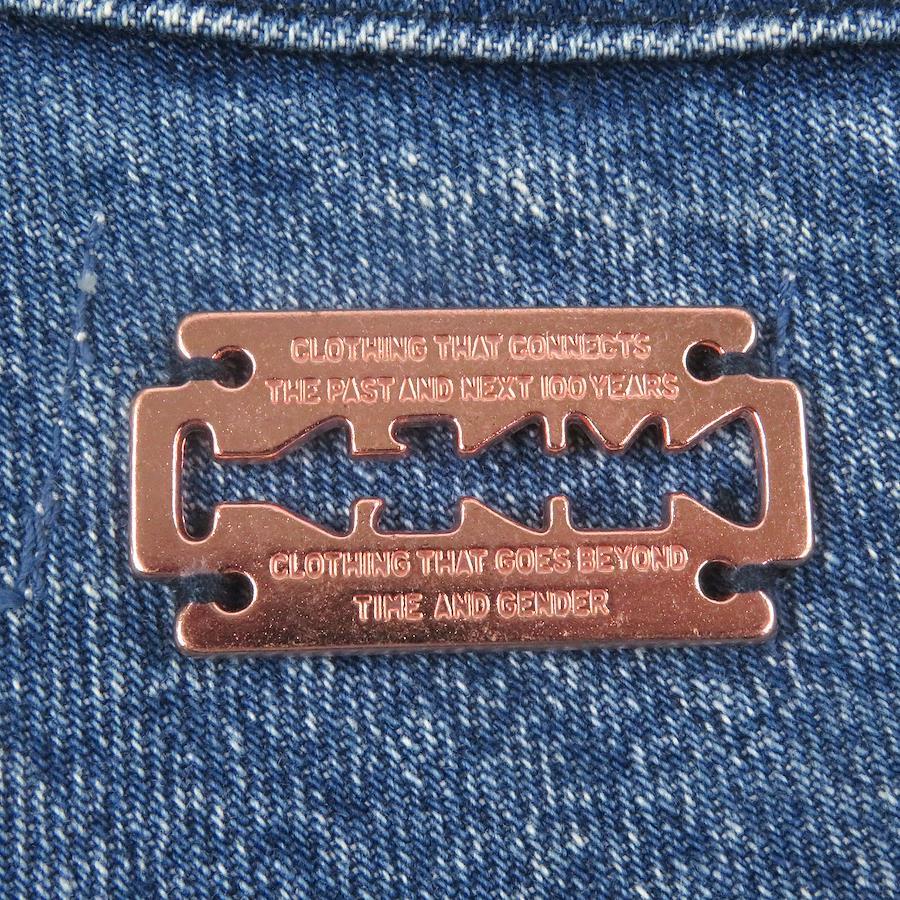 CLOTHING THAT CONNECTS
THE PAST AND NEXT 100 YEARS
CLOTHING THAT GOES BEYOND
TIME AND GENDER